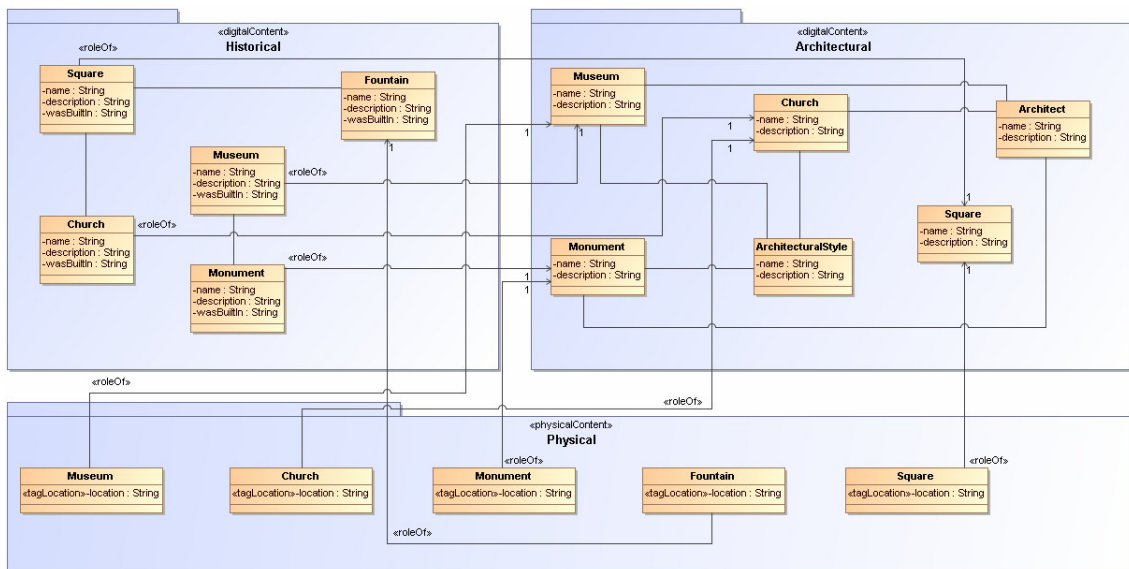 «digitalContent»
Historical
«roleOf»
Square
-name : String
-description : String
-wasBuiltIn : String
Fountain
-name : String
-description : String
-wasBuiltIn : String
1
Museum
-name : String
-description : String
-wasBuiltIn : String
«roleOf»
Church
-name : String
-description : String
-wasBuiltIn : String
«roleOf»
Monument
-name : String
-description : String
-wasBuiltIn : String
«roleOf»
«digitalContent»
Architectural
Museum
-name : String
-description : String
1
1
Church
-name : String
-description : String
1
1
Architect
-name : String
-description : String
1
Square
-name : String
-description : String
1
Monument
-name : String
-description : String
1
1
ArchitecturalStyle
-name : String
-description : String
«roleOf»
«roleOf»
«physicalContent»
Physical
Museum
«tagLocation»-location : String
Church
«tagLocation»-location : String
«roleOf»
Monument
«tagLocation»-location : String
Fountain
«tagLocation»-location : String
«roleOf»
Square
«tagLocation»-location : String
«roleOf»